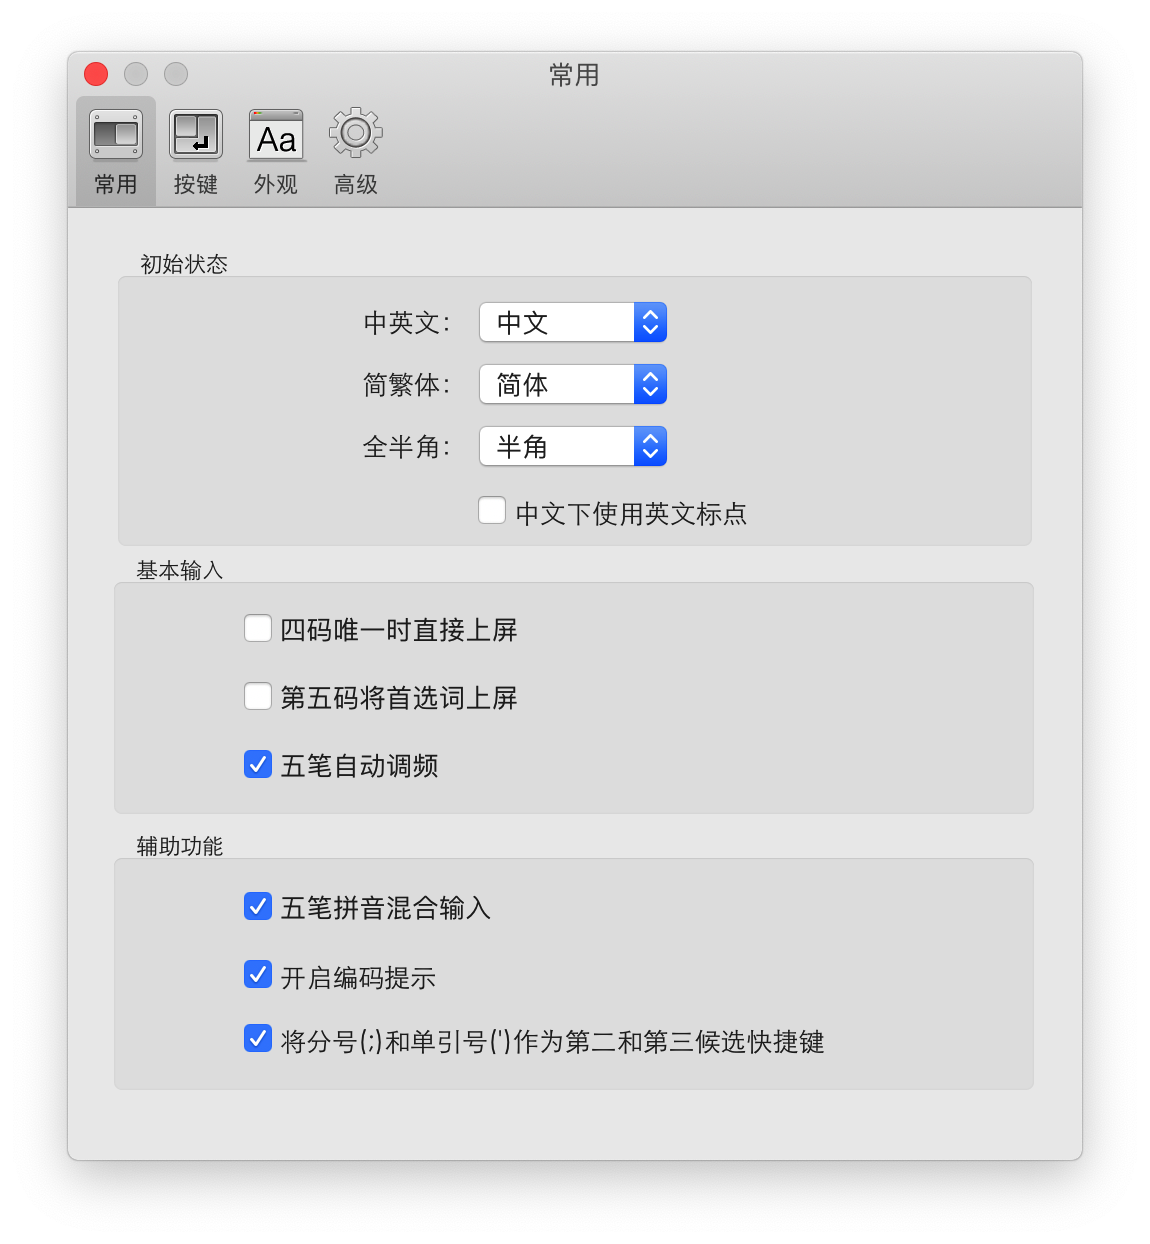 常用
Aa
常用 按键 外观 高级
初始状态
中英文: 中文
简繁体: 简体
全半角: 半角
中文下使用英文标点
基本输入
四码唯一时直接上屏
第五码将首选词上屏
五笔自动调频
辅助功能
五笔拼音混合输入
开启编码提示
将分号(;)和单引号(')作为第二和第三候选快捷键